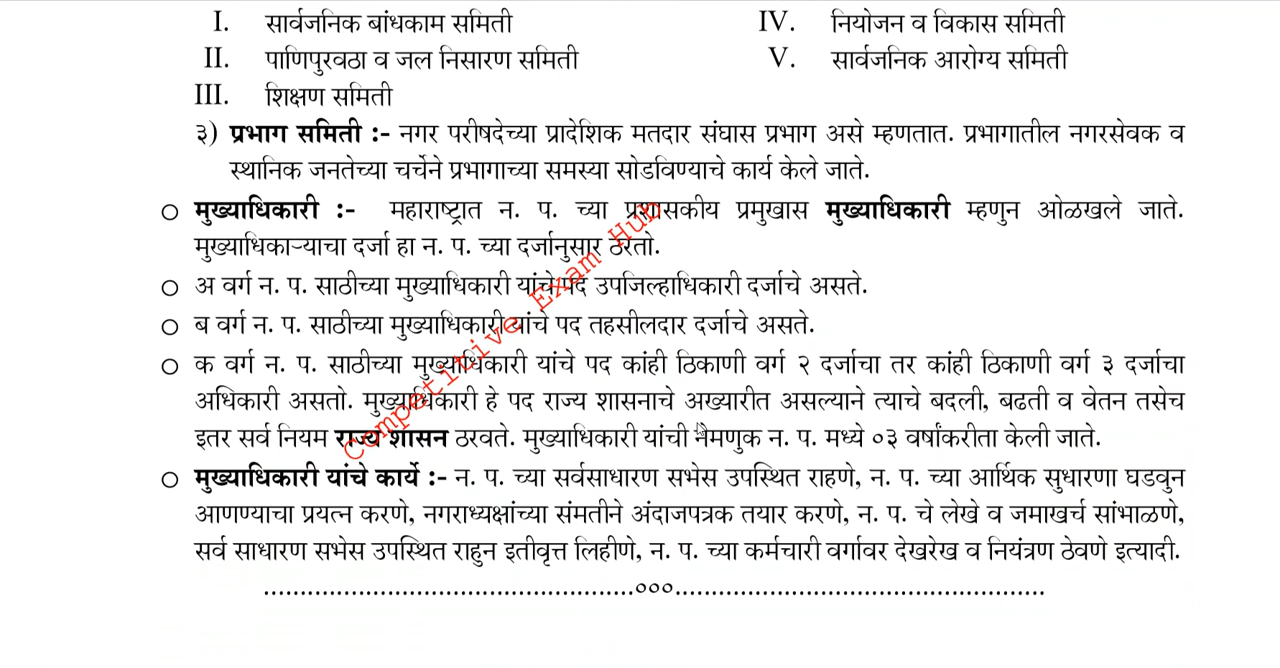 I. सार्वजनिक बांधकाम समिती IV. नियोजन व विकास समिती
II. पाणिपुरवठा व जल निसारण समिती V. सार्वजनिक आरोग्य समिती
III. शिक्षण समिती
३) प्रभाग समिती :- नगर परीषदेच्या प्रादेशिक मतदार संघास प्रभाग असे म्हणतात. प्रभागातील नगरसेवक व
स्थानिक जनतेच्या चर्चेने प्रभागाच्या समस्या सोडविण्याचे कार्य केले जाते.
○ मुख्याधिकारी :- महाराष्ट्रात न. प. च्या प्रशासकीय प्रमुखास मुख्याधिकारी म्हणुन ओळखले जाते.
मुख्याधिकाऱ्याचा दर्जा हा न. प. च्या दर्जानुसार ठरतो.
○ अ वर्ग न. प. साठीच्या मुख्याधिकारी यांचे पद उपजिल्हाधिकारी दर्जाचे असते.
○ ब वर्ग न. प. साठीच्या मुख्याधिकारी यांचे पद तहसीलदार दर्जाचे असते.
○ क वर्ग न. प. साठीच्या मुख्याधिकारी यांचे पद कांही ठिकाणी वर्ग २ दर्जाचा तर कांही ठिकाणी वर्ग ३ दर्जाचा
अधिकारी असतो. मुख्याधिकारी हे पद राज्य शासनाचे अख्यारीत असल्याने त्याचे बदली, बढती व वेतन तसेच
इतर सर्व नियम राज्य शासन ठरवते. मुख्याधिकारी यांची नेमणुक न. प. मध्ये ०३ वर्षांकरीता केली जाते.
○ मुख्याधिकारी यांचे कार्ये :- न. प. च्या सर्वसाधारण सभेस उपस्थित राहणे, न. प. च्या आर्थिक सुधारणा घडवुन
आणण्याचा प्रयत्न करणे, नगराध्यक्षांच्या संमतीने अंदाजपत्रक तयार करणे, न. प. चे लेखे व जमाखर्च सांभाळणे,
सर्व साधारण सभेस उपस्थित राहुन इतीवृत्त लिहीणे, न. प. च्या कर्मचारी वर्गावर देखरेख व नियंत्रण ठेवणे इत्यादी.
..................................................०००..................................................
Competitive Exam Hub